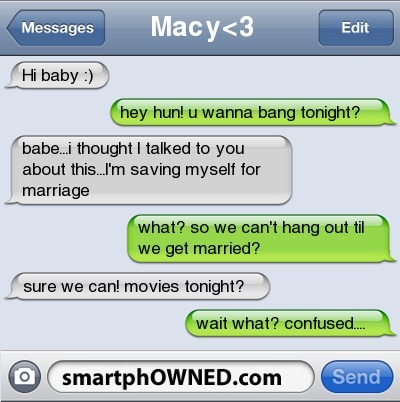 Messages
Macy<3
Edit
Hi baby :)
hey hun! u wanna bang tonight?
babe...i thought I talked to you
about this...I'm saving myself for
marriage
what? so we can't hang out til
we get married?
sure we can! movies tonight?
wait what? confused....
smartphOWNED.com
Send